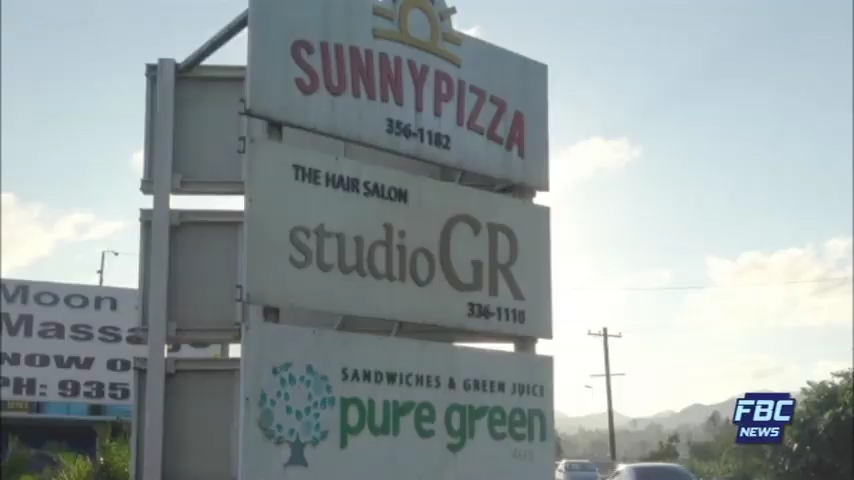 SUNNYPIZZA
356-1182
THE HAIR SALON
studioGR
336-1110
SANDWICHES & GREEN JUICE
pure green
Moon
Massa
NOW O
PH: 935
FBC
NEWS